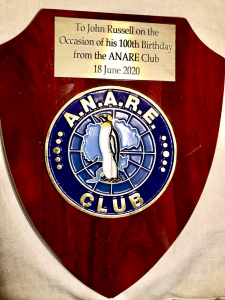 To John Russell on the
Occasion of his 100th Birthday
from the ANARE Club
18 June 2020
A.N.A.R.E.
CLUB